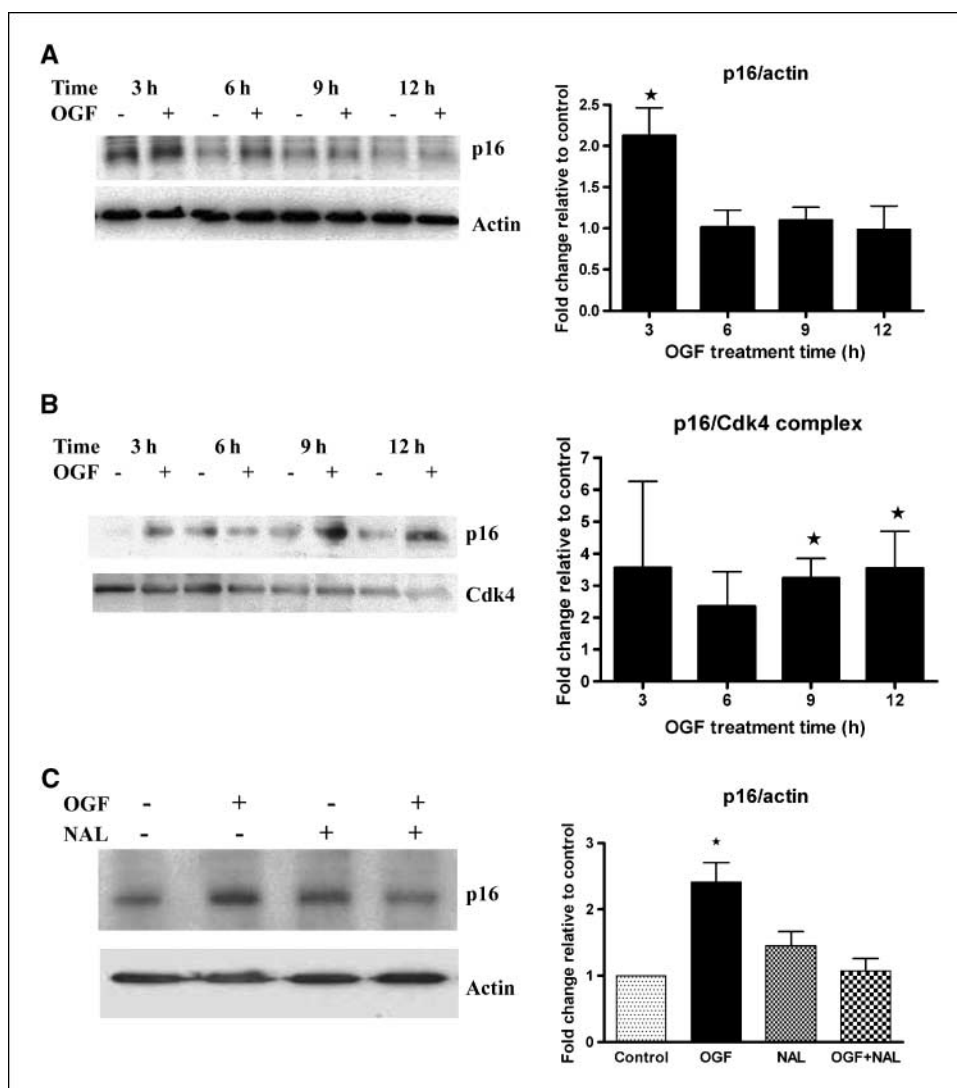 A
Time 3 h 6 h 9 h 12 h
OGF - + - + - + - +
p16
Actin
p16/actin
Fold change relative to control
2.5
2.0
1.5
1.0
0.5
0.0
★
3 6 9 12
OGF treatment time (h)
B
Time 3 h 6 h 9 h 12 h
OGF - + - + - + - +
p16
Cdk4
p16/Cdk4 complex
Fold change relative to control
7
6
5
4
3
2
1
0
★ ★
3 6 9 12
OGF treatment time (h)
C
OGF - + - +
NAL - - + +
p16
Actin
p16/actin
Fold change relative to control
3
2
1
0
★
Control OGF NAL OGF+NAL